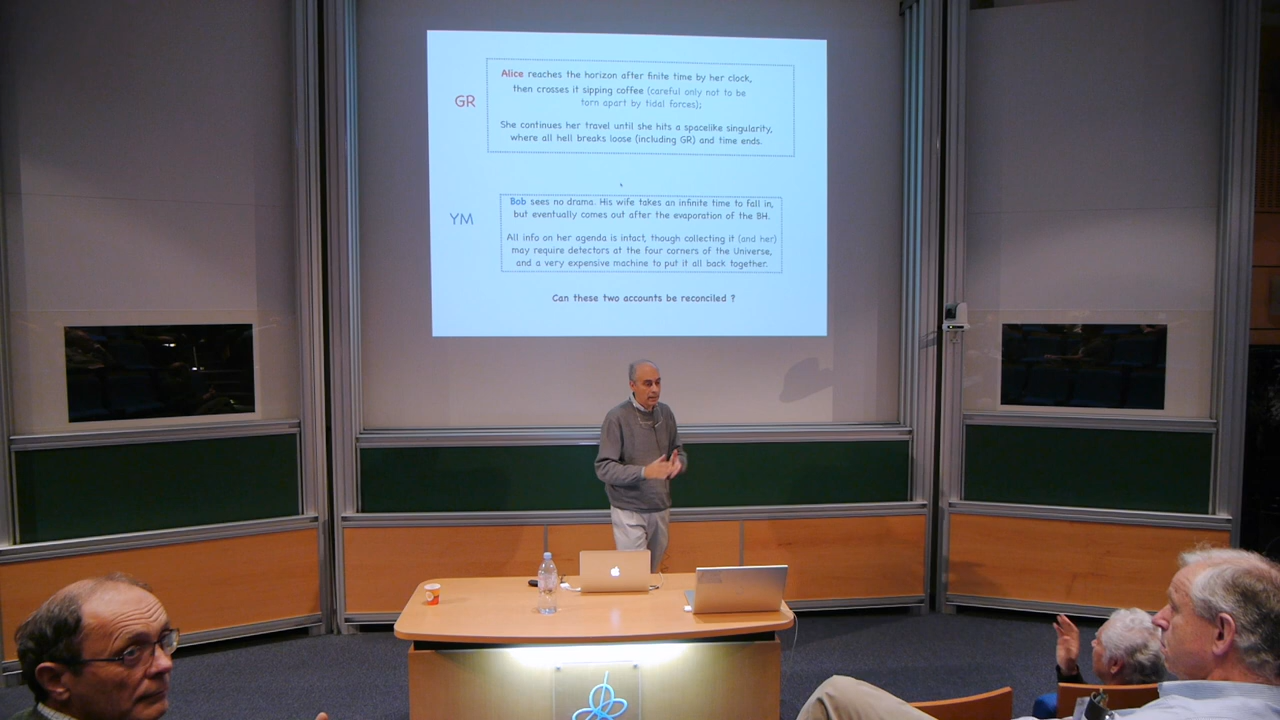 GR
Alice reaches the horizon after finite time by her clock,
then crosses it sipping coffee (careful only not to be
torn apart by tidal forces);
She continues her travel until she hits a spacelike singularity,
where all hell breaks loose (including GR) and time ends.
YM
Bob sees no drama. His wife takes an infinite time to fall in,
but eventually comes out after the evaporation of the BH.
All info on her agenda is intact, though collecting it (and her)
may require detectors at the four corners of the Universe,
and a very expensive machine to put it all back together.
Can these two accounts be reconciled ?